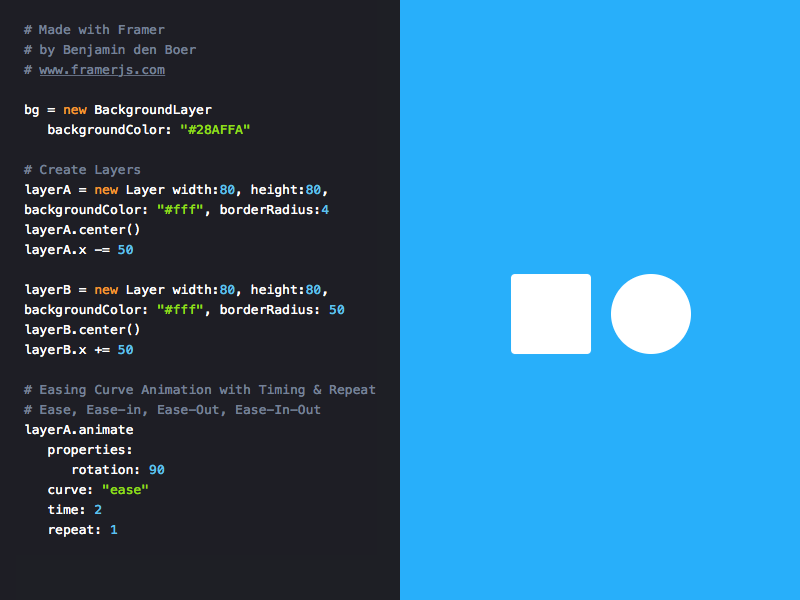 # Made with Framer
# by Benjamin den Boer
# www.framerjs.com
bg = new BackgroundLayer
backgroundColor: "#28AFFA"
# Create Layers
layerA = new Layer width:80, height:80,
backgroundColor: "#fff", borderRadius:4
layerA.center()
layerA.x -= 50
layerB = new Layer width:80, height:80,
backgroundColor: "#fff", borderRadius: 50
layerB.center()
layerB.x += 50
# Easing Curve Animation with Timing & Repeat
# Ease, Ease-in, Ease-Out, Ease-In-Out
layerA.animate
properties:
rotation: 90
curve: "ease"
time: 2
repeat: 1